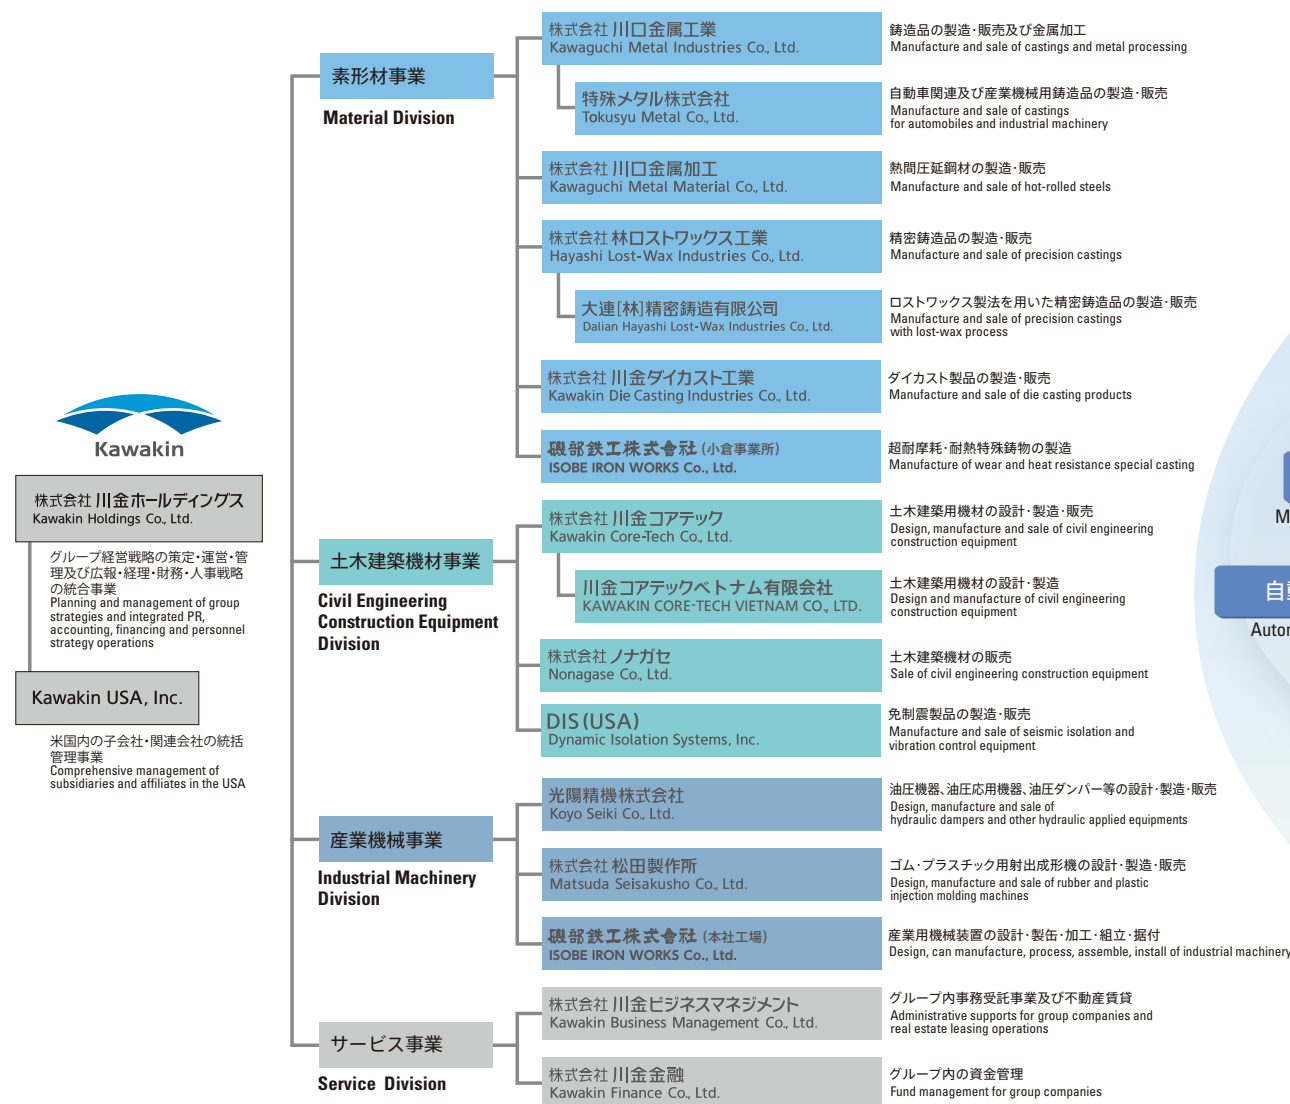 Kawakin
株式会社 川金ホールディングス
Kawakin Holdings Co., Ltd.
グループ経営戦略の策定・運営・管
理及び広報・経理・財務・人事戦略
の統合事業
Planning and management of group
strategies and integrated PR,
accounting, financing and personnel
strategy operations
Kawakin USA, Inc.
米国内の子会社・関連会社の統括
管理事業
Comprehensive management of
subsidiaries and affiliates in the USA
素形材事業
Material Division
株式会社 川口金属工業
Kawaguchi Metal Industries Co., Ltd.
鋳造品の製造・販売及び金属加工
Manufacture and sale of castings and metal processing
特殊メタル株式会社
Tokusyu Metal Co., Ltd.
自動車関連及び産業機械用鋳造品の製造・販売
Manufacture and sale of castings
for automobiles and industrial machinery
株式会社 川口金属加工
Kawaguchi Metal Material Co., Ltd.
熱間圧延鋼材の製造・販売
Manufacture and sale of hot-rolled steels
株式会社 林ロストワックス工業
Hayashi Lost-Wax Industries Co., Ltd.
精密鋳造品の製造・販売
Manufacture and sale of precision castings
大連[林]精密鋳造有限公司
Dalian Hayashi Lost-Wax Industries Co., Ltd.
ロストワックス製法を用いた精密鋳造品の製造・販売
Manufacture and sale of precision castings
with lost-wax process
株式会社 川金ダイカスト工業
Kawakin Die Casting Industries Co., Ltd.
ダイカスト製品の製造・販売
Manufacture and sale of die casting products
磯部鉄工株式会社 (小倉事業所)
ISOBE IRON WORKS Co., Ltd.
超耐摩耗・耐熱特殊鋳物の製造
Manufacture of wear and heat resistance special casting
土木建築機材事業
Civil Engineering
Construction Equipment
Division
株式会社 川金コアテック
Kawakin Core-Tech Co., Ltd.
土木建築用機材の設計・製造・販売
Design, manufacture and sale of civil engineering
construction equipment
川金コアテックベトナム有限会社
KAWAKIN CORE-TECH VIETNAM CO., LTD.
土木建築用機材の設計・製造
Design and manufacture of civil engineering
construction equipment
株式会社 ノナガセ
Nonagase Co., Ltd.
土木建築機材の販売
Sale of civil engineering construction equipment
DIS (USA)
Dynamic Isolation Systems, Inc.
免制震製品の製造・販売
Manufacture and sale of seismic isolation and
vibration control equipment
産業機械事業
Industrial Machinery
Division
光陽精機株式会社
Koyo Seiki Co., Ltd.
油圧機器、油圧応用機器、油圧ダンパー等の設計・製造・販売
Design, manufacture and sale of
hydraulic dampers and other hydraulic applied equipments
株式会社 松田製作所
Matsuda Seisakusho Co., Ltd.
ゴム・プラスチック用射出成形機の設計・製造・販売
Design, manufacture and sale of rubber and plastic
injection molding machines
磯部鉄工株式会社 (本社工場)
ISOBE IRON WORKS Co., Ltd.
産業用機械装置の設計・製缶・加工・組立・据付
Design, can manufacture, process, assemble, install of industrial machinery
サービス事業
Service Division
株式会社 川金ビジネスマネジメント
Kawakin Business Management Co., Ltd.
グループ内事務受託事業及び不動産賃貸
Administrative supports for group companies and
real estate leasing operations
株式会社 川金金融
Kawakin Finance Co., Ltd.
グループ内の資金管理
Fund management for group companies